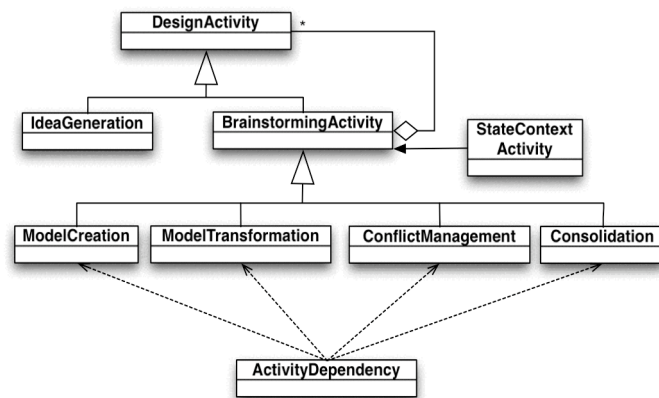 DesignActivity
*
IdeaGeneration
BrainstormingActivity
StateContext
Activity
ModelCreation
ModelTransformation
ConflictManagement
Consolidation
ActivityDependency